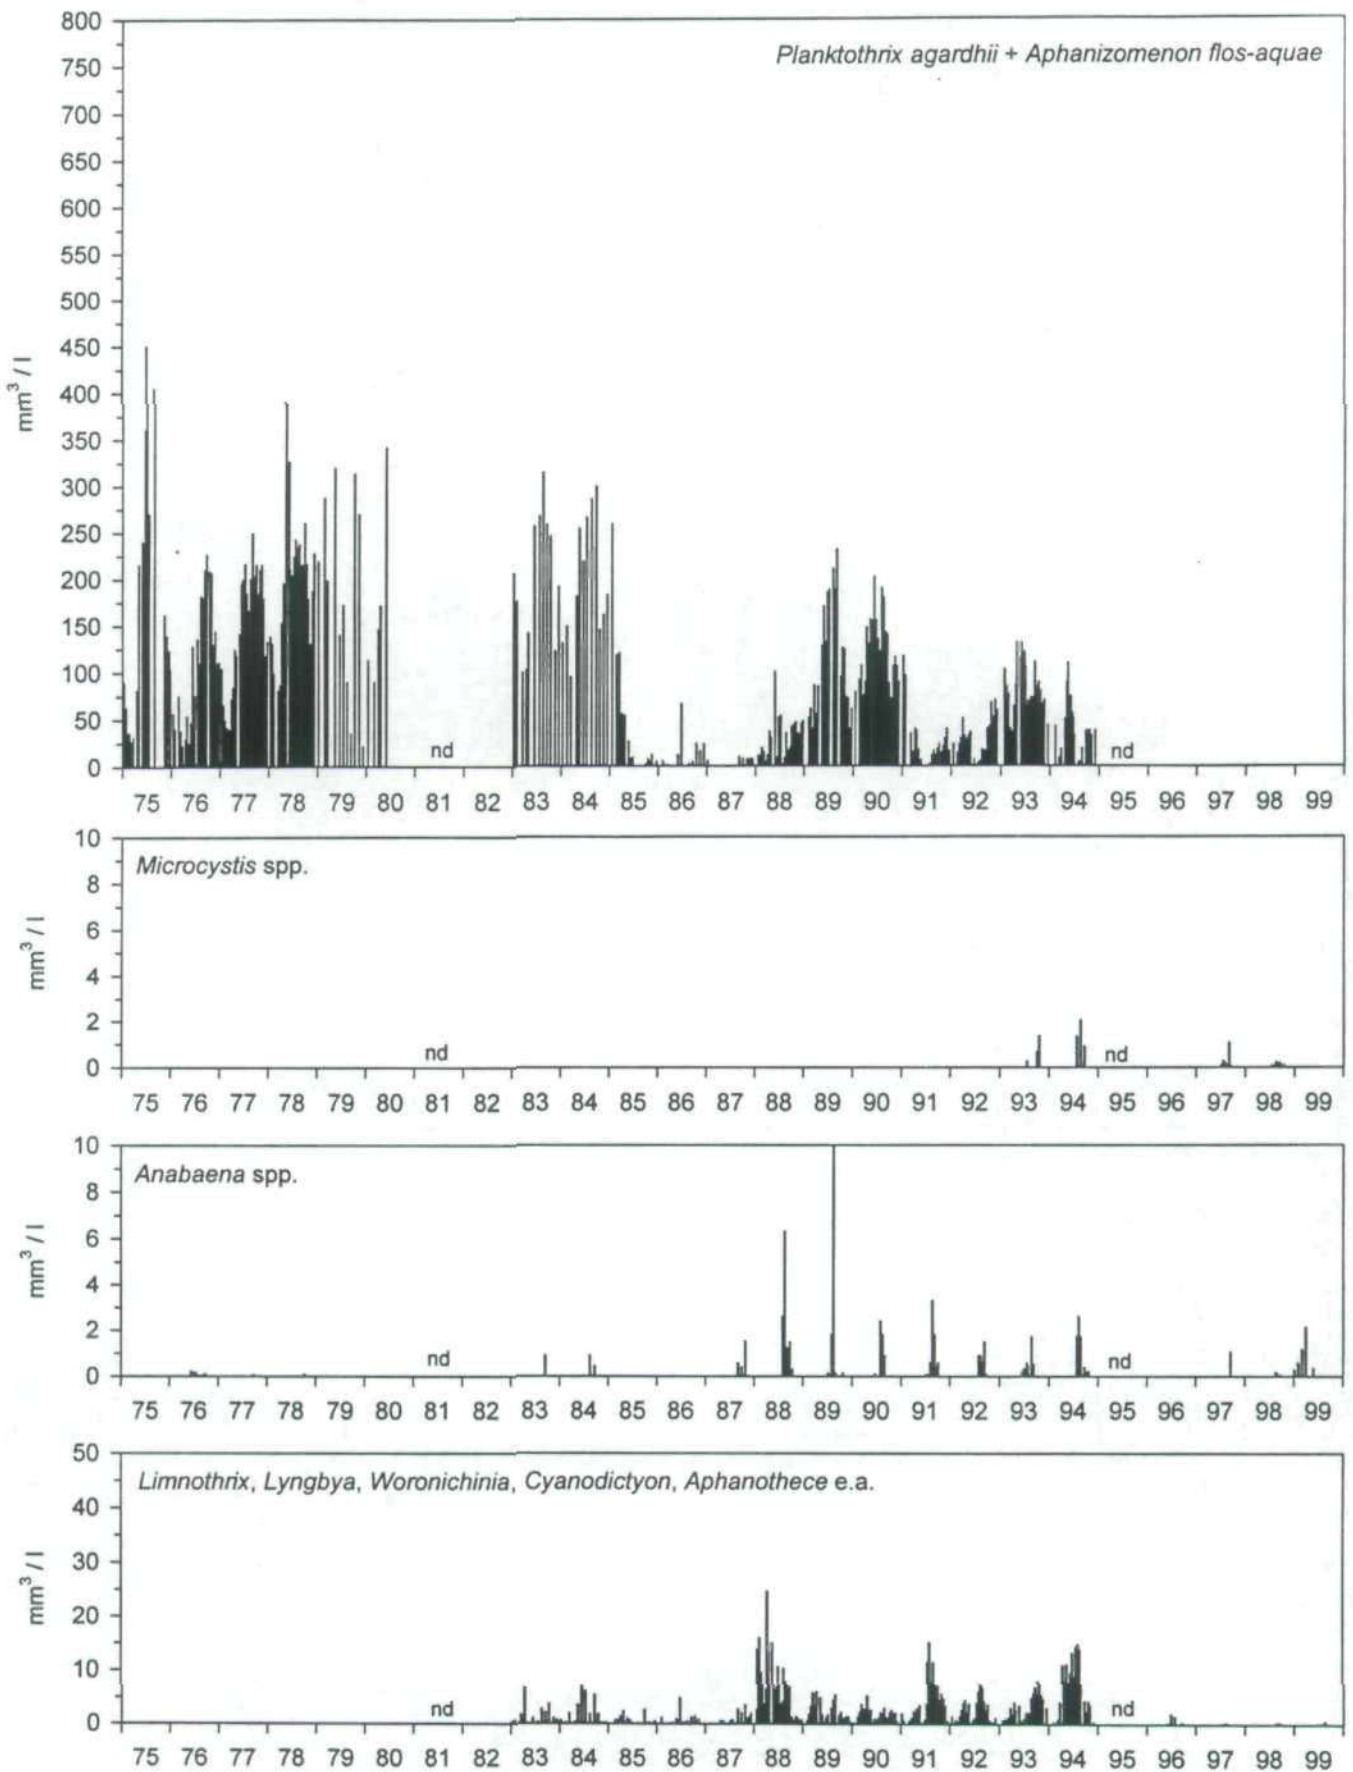 Planktothrix agardhii + Aphanizomenon flos-aquae
mm³ / l
800
750
700
650
600
550
500
450
400
350
300
250
200
150
100
50
0
nd
nd
75 76 77 78 79 80 81 82 83 84 85 86 87 88 89 90 91 92 93 94 95 96 97 98 99
Microcystis spp.
mm³ / l
10
8
6
4
2
0
nd
nd
75 76 77 78 79 80 81 82 83 84 85 86 87 88 89 90 91 92 93 94 95 96 97 98 99
Anabaena spp.
mm³ / l
10
8
6
4
2
0
nd
nd
75 76 77 78 79 80 81 82 83 84 85 86 87 88 89 90 91 92 93 94 95 96 97 98 99
Limnothrix, Lyngbya, Woronichinia, Cyanodictyon, Aphanothece e.a.
mm³ / l
50
40
30
20
10
0
nd
nd
75 76 77 78 79 80 81 82 83 84 85 86 87 88 89 90 91 92 93 94 95 96 97 98 99